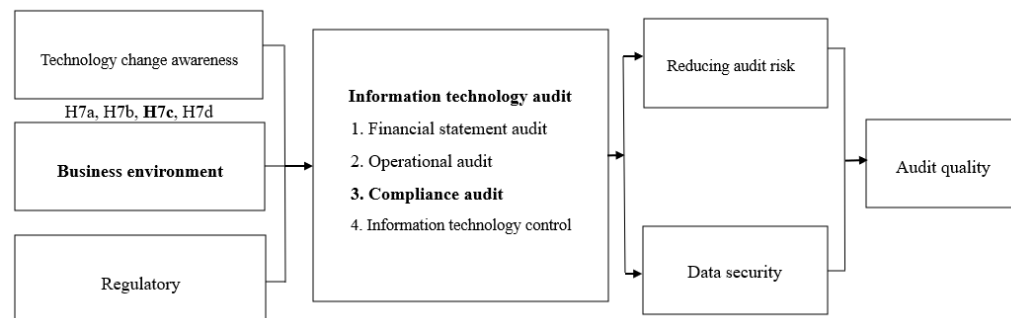 Technology change awareness
H7a, H7b, H7c, H7d
Business environment
Regulatory
Information technology audit
1. Financial statement audit
2. Operational audit
3. Compliance audit
4. Information technology control
Reducing audit risk
Data security
Audit quality